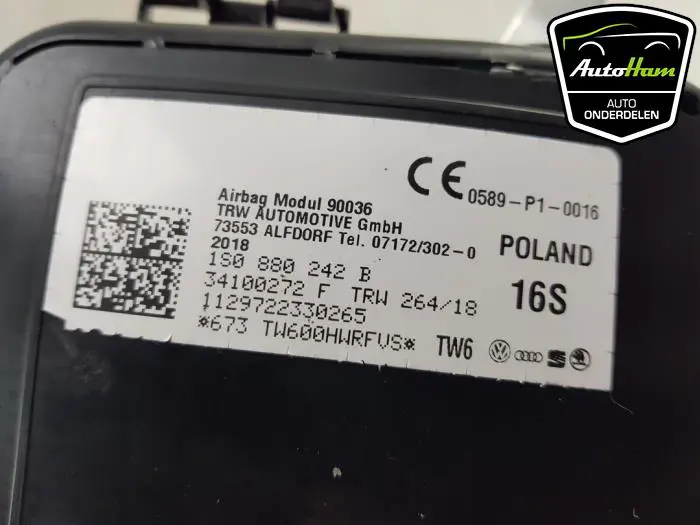 AutoHam
AUTO
ONDERDELEN
CE 0589-P1-0016
Airbag Modul 90036
TRW AUTOMOTIVE GmbH
73553 ALFDORF Tel. 07172/302-0
2018
1S0 880 242 B
34100272 F TRW 264/18
1129722330265
*673 TW600HWRFVS*
POLAND
16S
TW6